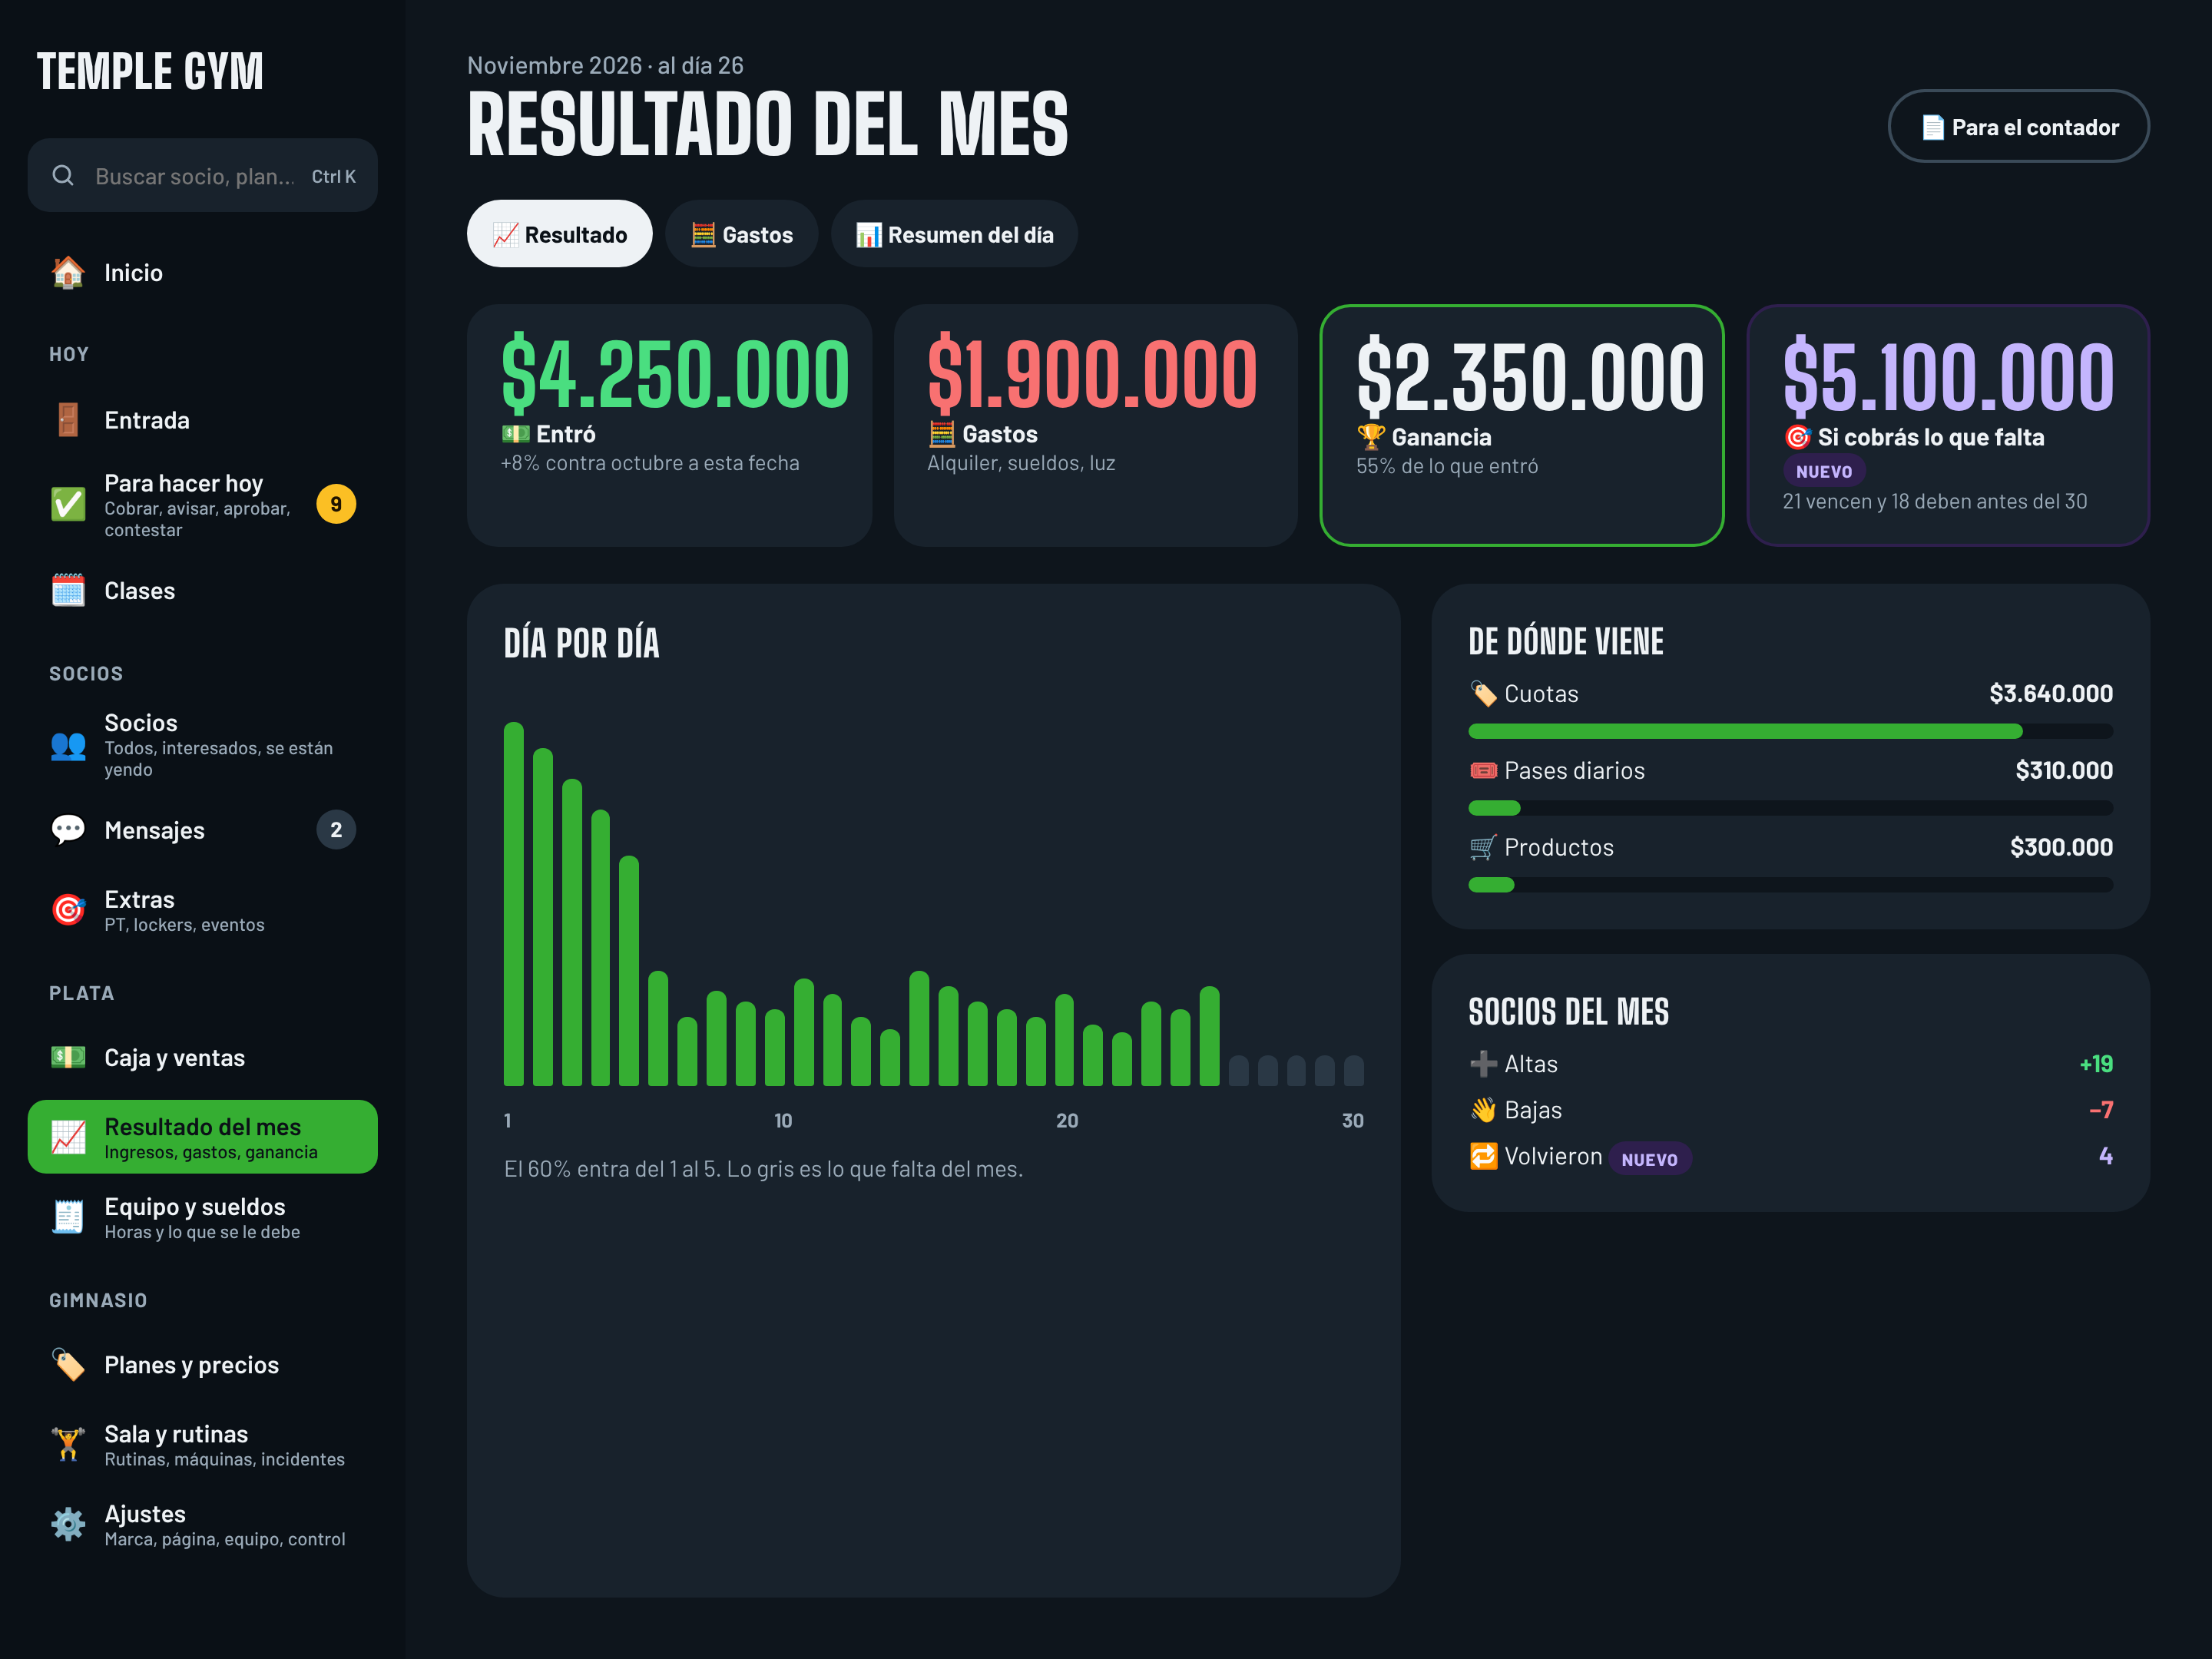 TEMPLE GYM
Buscar socio, plan... Ctrl K
Inicio
HOY
Entrada
Para hacer hoy
Cobrar, avisar, aprobar,
contestar
9
Clases
SOCIOS
Socios
Todos, interesados, se están
yendo
Mensajes
2
Extras
PT, lockers, eventos
PLATA
Caja y ventas
Resultado del mes
Ingresos, gastos, ganancia
Equipo y sueldos
Horas y lo que se le debe
GIMNASIO
Planes y precios
Sala y rutinas
Rutinas, máquinas, incidentes
Ajustes
Marca, página, equipo, control
Noviembre 2026 · al día 26
RESULTADO DEL MES
Para el contador
Resultado
Gastos
Resumen del día
$4.250.000
Entró
+8% contra octubre a esta fecha
$1.900.000
Gastos
Alquiler, sueldos, luz
$2.350.000
Ganancia
55% de lo que entró
$5.100.000
Si cobrás lo que falta
NUEVO
21 vencen y 18 deben antes del 30
DÍA POR DÍA
1 10 20 30
El 60% entra del 1 al 5. Lo gris es lo que falta del mes.
DE DÓNDE VIENE
Cuotas $3.640.000
Pases diarios $310.000
Productos $300.000
SOCIOS DEL MES
Altas +19
Bajas −7
Volvieron NUEVO 4